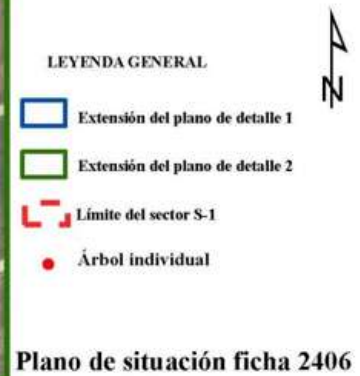 N
LEYENDA GENERAL
Extensión del plano de detalle 1
Extensión del plano de detalle 2
Límite del sector S-1
Árbol individual
Plano de situación ficha 2406